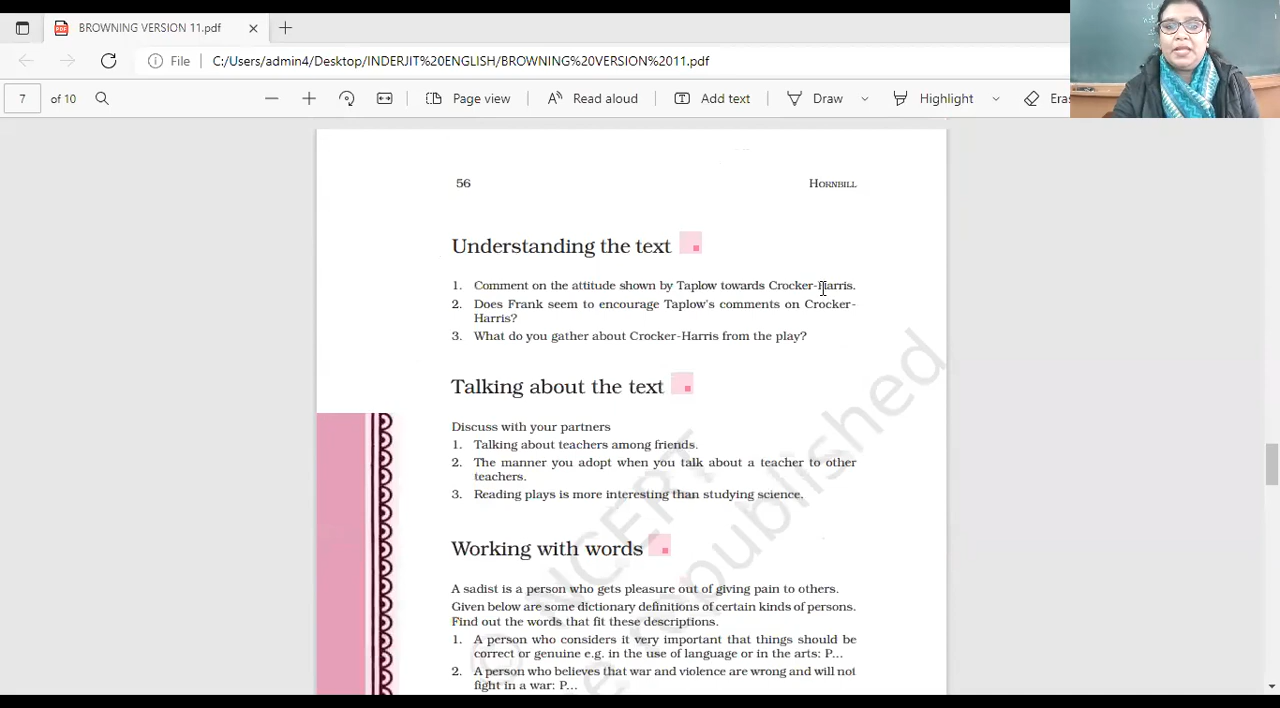 BROWNING VERSION 11.pdf
File C:/Users/admin4/Desktop/INDERJIT%20ENGLISH/BROWNING%20VERSION%2011.pdf
7 of 10 Page view Read aloud Add text Draw Highlight Eras
56 HORNBILL
Understanding the text
1. Comment on the attitude shown by Taplow towards Crocker-Harris.
2. Does Frank seem to encourage Taplow's comments on Crocker-
Harris?
3. What do you gather about Crocker-Harris from the play?
Talking about the text
Discuss with your partners
1. Talking about teachers among friends.
2. The manner you adopt when you talk about a teacher to other
teachers.
3. Reading plays is more interesting than studying science.
Working with words
A sadist is a person who gets pleasure out of giving pain to others.
Given below are some dictionary definitions of certain kinds of persons.
Find out the words that fit these descriptions.
1. A person who considers it very important that things should be
correct or genuine e.g. in the use of language or in the arts: P...
2. A person who believes that war and violence are wrong and will not
fight in a war: P...
© NCERT
be republished